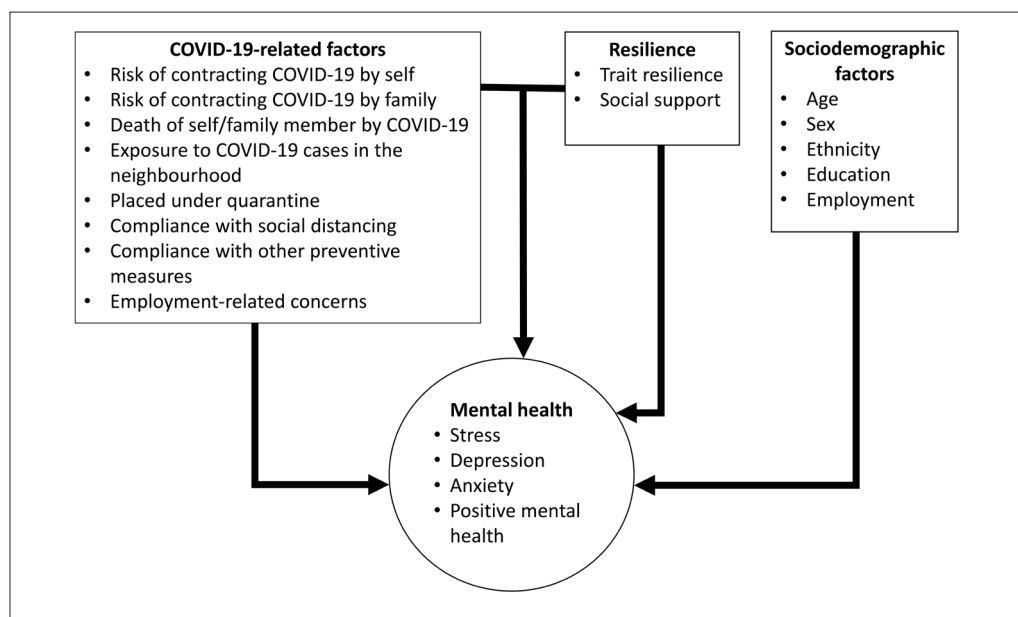 COVID-19-related factors
• Risk of contracting COVID-19 by self
• Risk of contracting COVID-19 by family
• Death of self/family member by COVID-19
• Exposure to COVID-19 cases in the
neighbourhood
• Placed under quarantine
• Compliance with social distancing
• Compliance with other preventive
measures
• Employment-related concerns
Resilience
• Trait resilience
• Social support
Sociodemographic
factors
• Age
• Sex
• Ethnicity
• Education
• Employment
Mental health
• Stress
• Depression
• Anxiety
• Positive mental
health